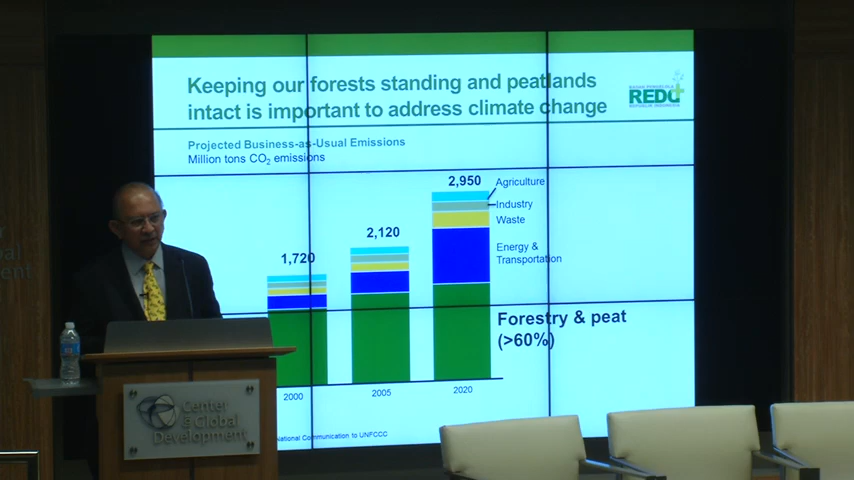 Keeping our forests standing and peatlands
intact is important to address climate change
REDD+
Projected Business-as-Usual Emissions
Million tons CO2 emissions
2,950
Agriculture
Industry
Waste
2,120
Energy &
Transportation
1,720
Forestry & peat
(>60%)
2000
2005
2020
National Communication to UNFCCC
Center
for Global
Development